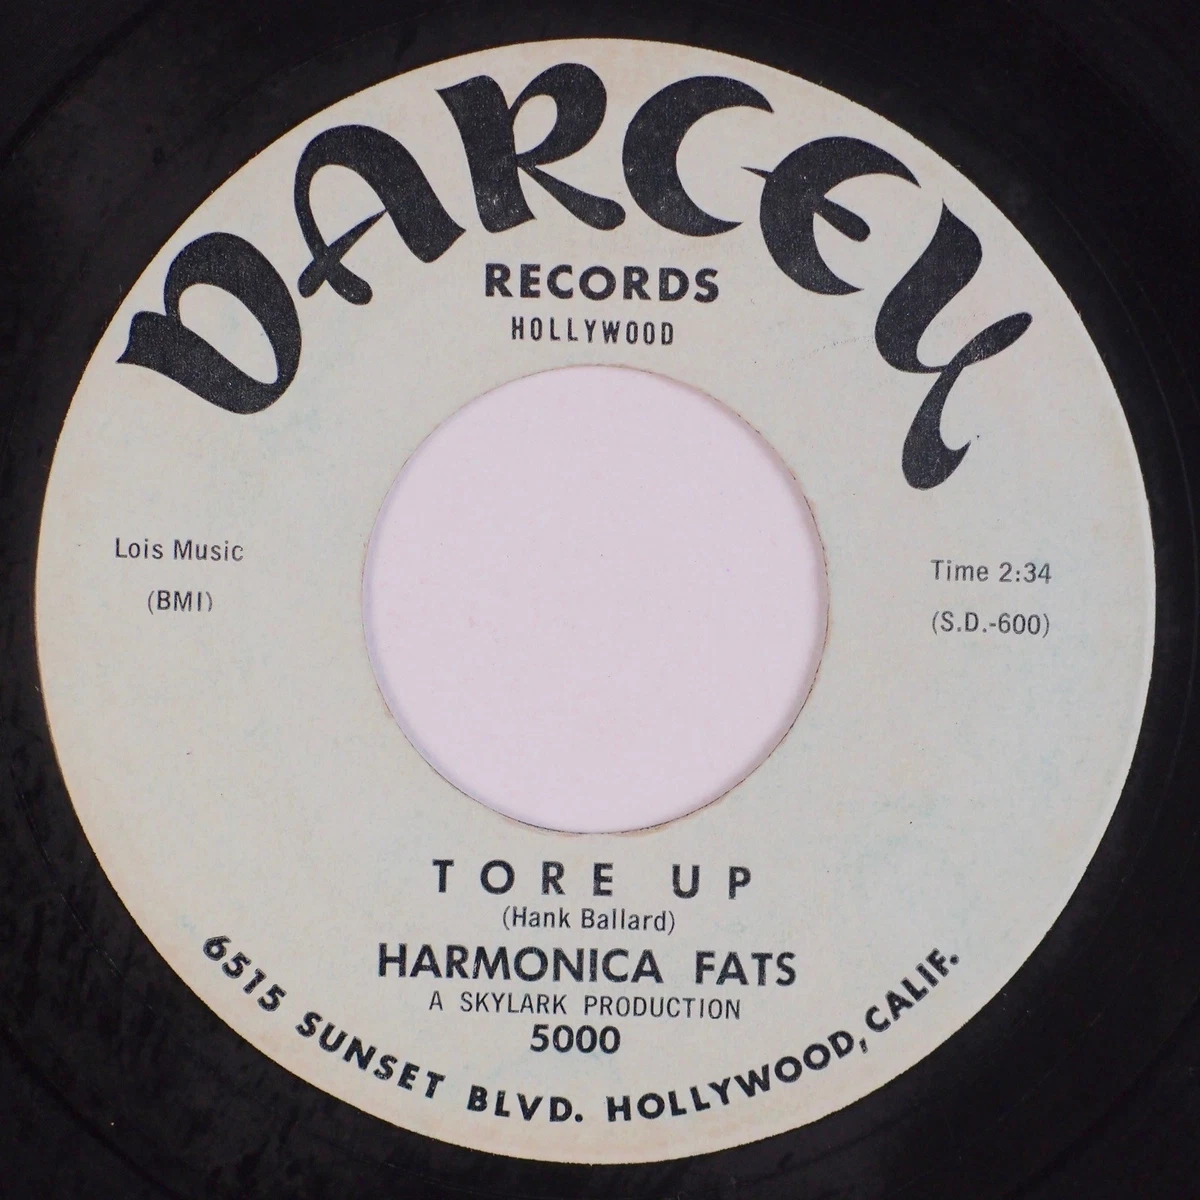 DARCEY
RECORDS
HOLLYWOOD
Lois Music
(BMI)
Time 2:34
(S.D.-600)
TORE UP
(Hank Ballard)
HARMONICA FATS
A SKYLARK PRODUCTION
5000
6515 SUNSET BLVD. HOLLYWOOD, CALIF.